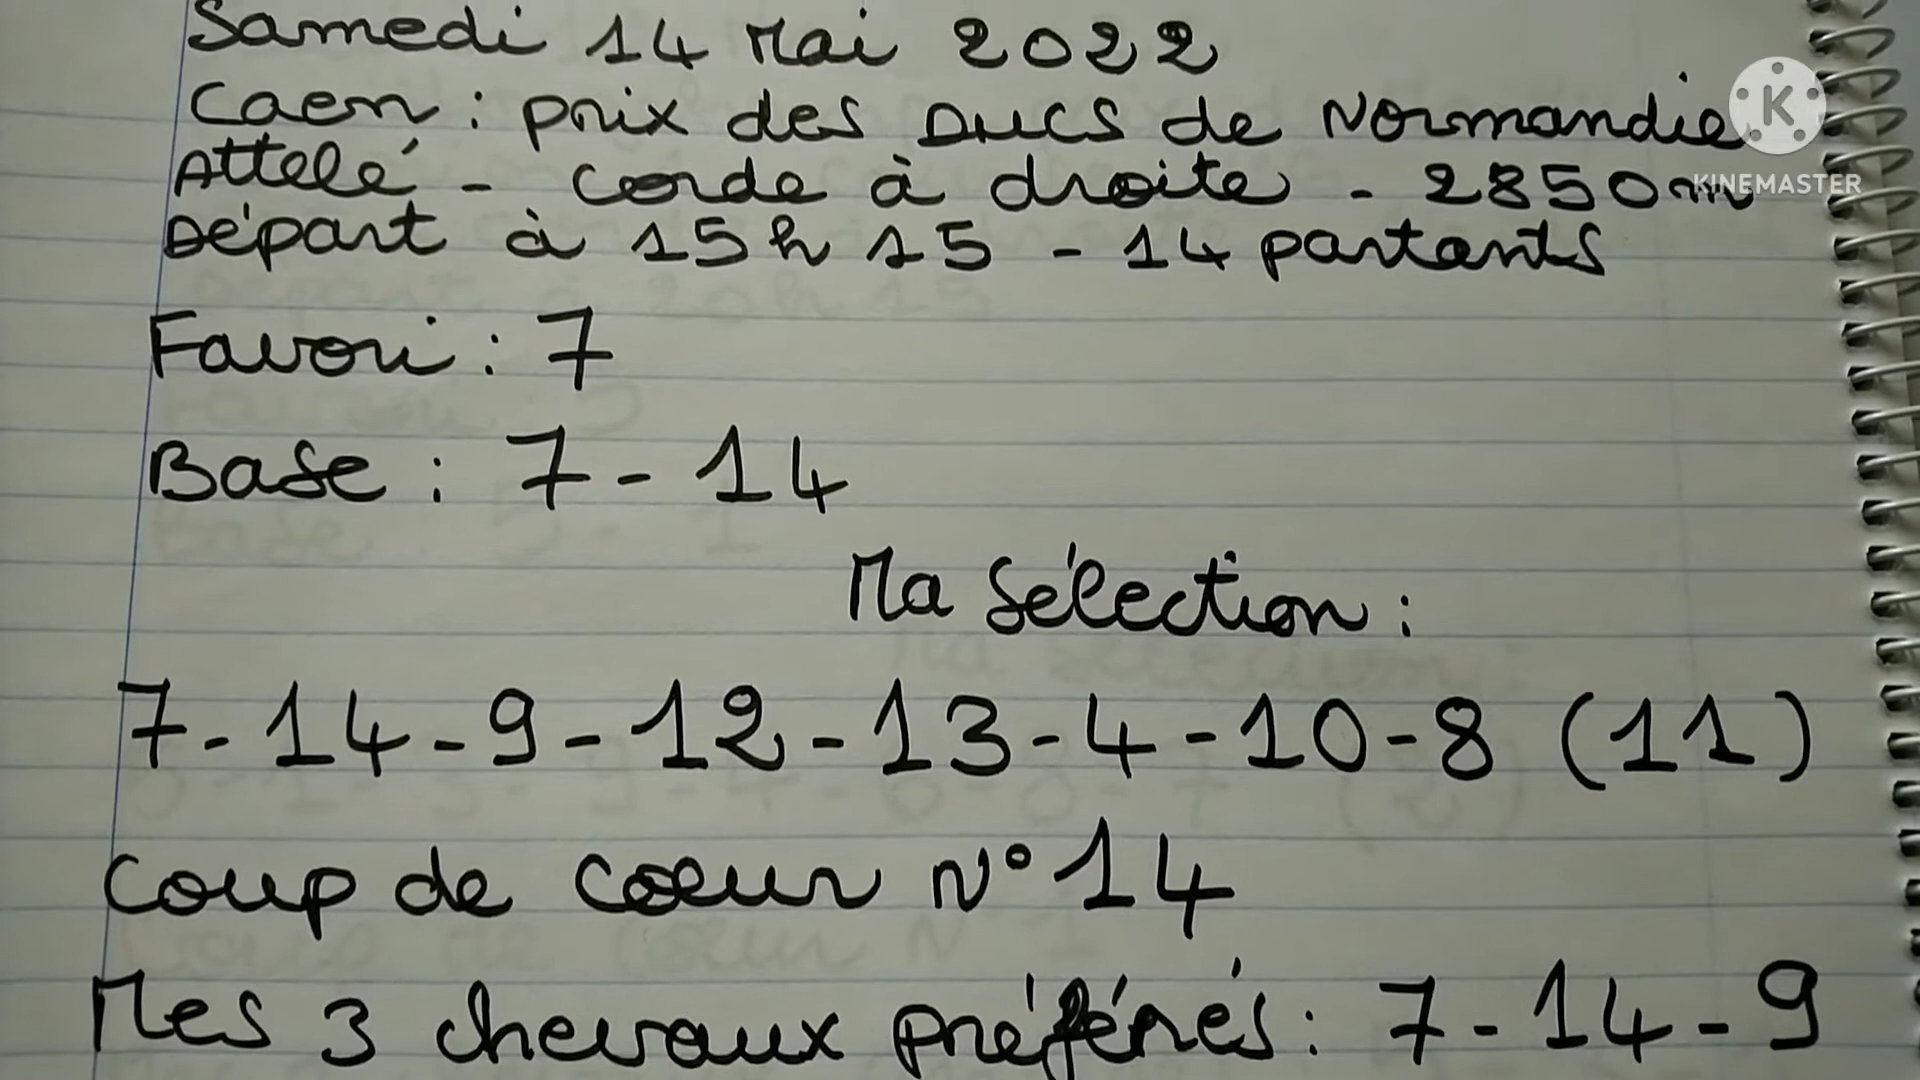 Samedi 14 Mai 2022
Caen : prix des Ducs de Normandie
Attelé - corde à droite - 2850m
Départ à 15h15 - 14 partants
Favori : 7
Base : 7 - 14
Ma sélection :
7 - 14 - 9 - 12 - 13 - 4 - 10 - 8 (11)
Coup de cœur N° 14
Mes 3 chevaux préférés : 7 - 14 - 9
K
KINEMASTER